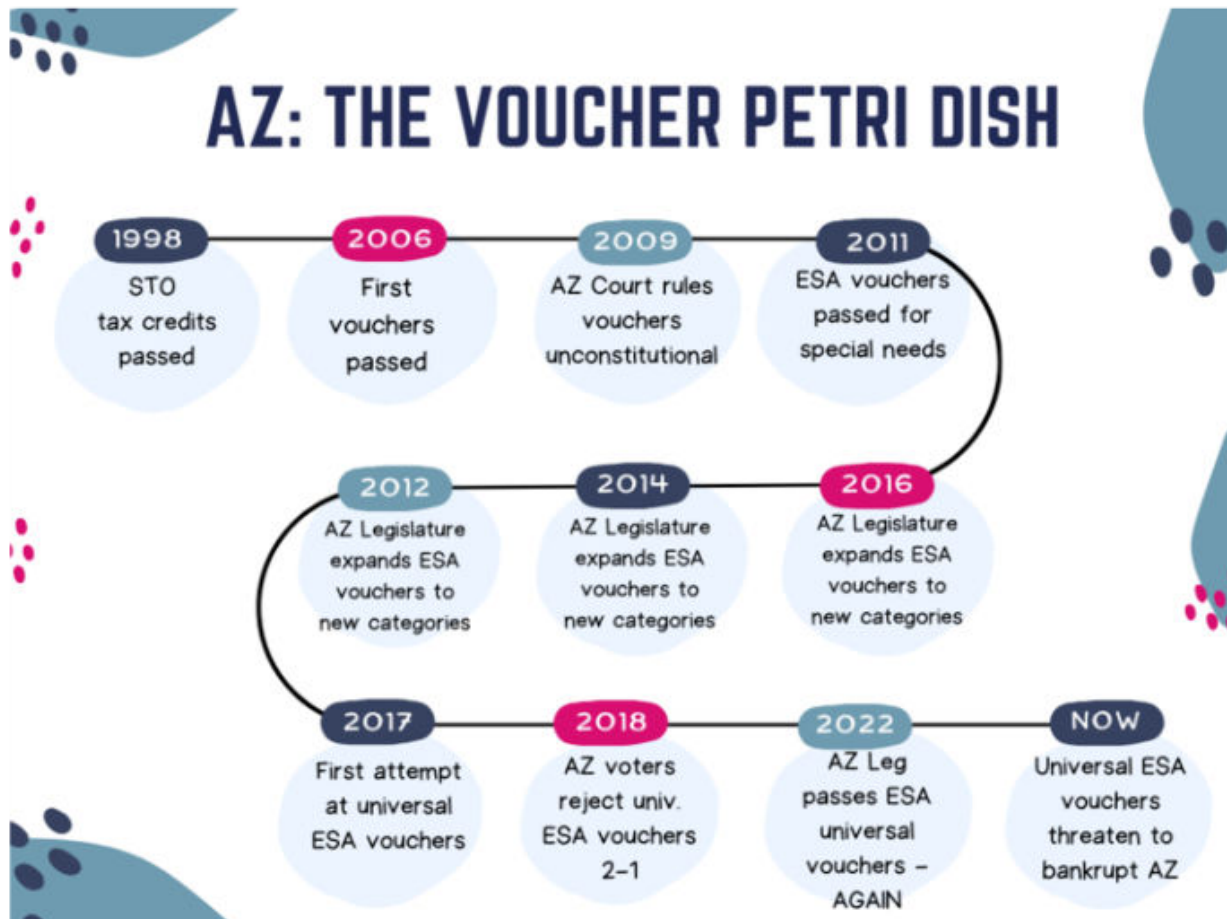 AZ: THE VOUCHER PETRI DISH
1998
STO
tax credits
passed
2006
First
vouchers
passed
2009
AZ Court rules
vouchers
unconstitutional
2011
ESA vouchers
passed for
special needs
2012
AZ Legislature
expands ESA
vouchers to
new categories
2014
AZ Legislature
expands ESA
vouchers to
new categories
2016
AZ Legislature
expands ESA
vouchers to
new categories
2017
First attempt
at universal
ESA vouchers
2018
AZ voters
reject univ.
ESA vouchers
2-1
2022
AZ Leg
passes ESA
universal
vouchers –
AGAIN
NOW
Universal ESA
vouchers
threaten to
bankrupt AZ